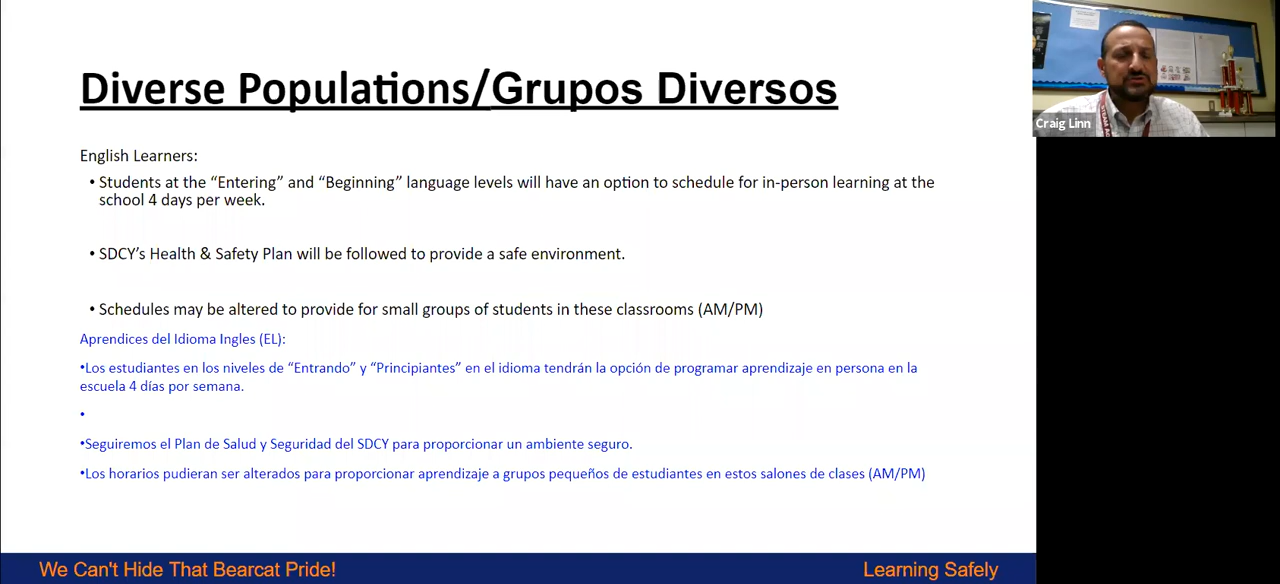 Diverse Populations/Grupos Diversos
Craig Linn
English Learners:
• Students at the “Entering” and “Beginning” language levels will have an option to schedule for in-person learning at the
school 4 days per week.
• SDCY’s Health & Safety Plan will be followed to provide a safe environment.
• Schedules may be altered to provide for small groups of students in these classrooms (AM/PM)
Aprendices del Idioma Ingles (EL):
•Los estudiantes en los niveles de “Entrando” y “Principiantes” en el idioma tendrán la opción de programar aprendizaje en persona en la
escuela 4 días por semana.
•
•Seguiremos el Plan de Salud y Seguridad del SDCY para proporcionar un ambiente seguro.
•Los horarios pudieran ser alterados para proporcionar aprendizaje a grupos pequeños de estudiantes en estos salones de clases (AM/PM)
We Can't Hide That Bearcat Pride!
Learning Safely